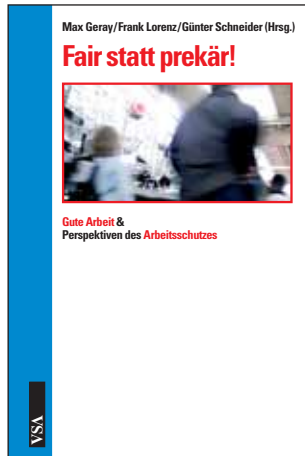 Max Geray/Frank Lorenz/Günter Schneider (Hrsg.)
Fair statt prekär!
Gute Arbeit &
Perspektiven des Arbeitsschutzes
VSA